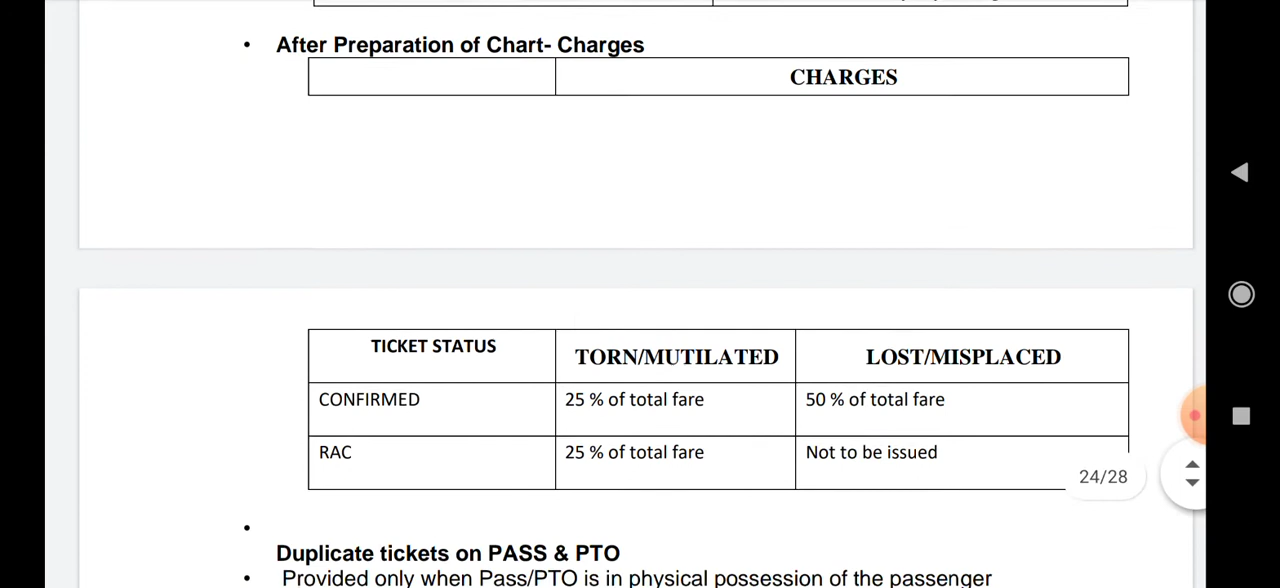 • After Preparation of Chart- Charges
CHARGES
TICKET STATUS TORN/MUTILATED LOST/MISPLACED
CONFIRMED 25 % of total fare 50 % of total fare
RAC 25 % of total fare Not to be issued
24/28
•
Duplicate tickets on PASS & PTO
• Provided only when Pass/PTO is in physical possession of the passenger